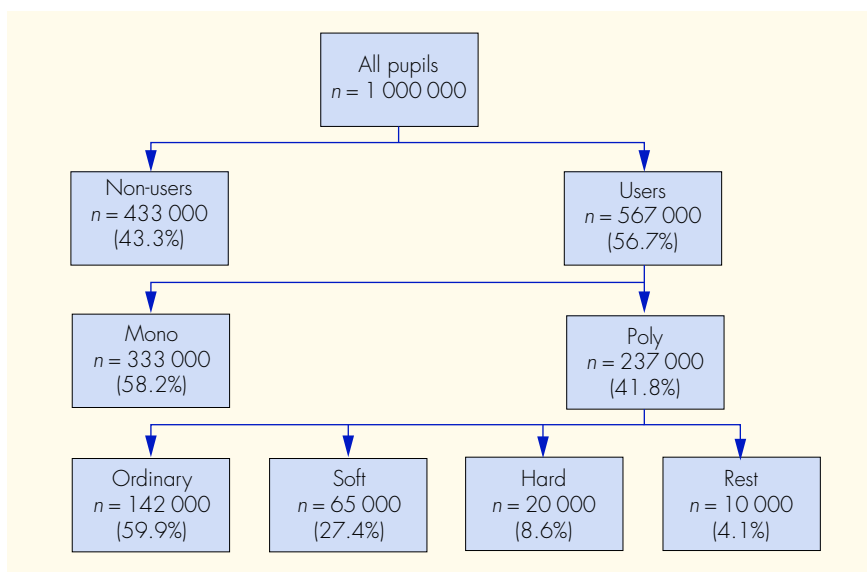 All pupils
n = 1 000 000
Non-users
n = 433 000
(43.3%)
Users
n = 567 000
(56.7%)
Mono
n = 333 000
(58.2%)
Poly
n = 237 000
(41.8%)
Ordinary
n = 142 000
(59.9%)
Soft
n = 65 000
(27.4%)
Hard
n = 20 000
(8.6%)
Rest
n = 10 000
(4.1%)